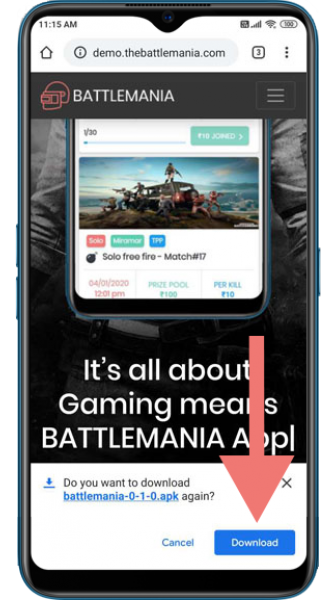 11:15 AM
100
demo.thebattlemania.com
3
BATTLEMANIA
1/30
₹10 JOINED >
Solo Miramar TPP
Solo free fire - Match#17
04/01/2020
12:01 pm
PRIZE POOL
₹100
PER KILL
₹10
It's all about
Gaming means
BATTLEMANIA App|
Do you want to download
battlemania-0-1-0.apk again?
Cancel
Download